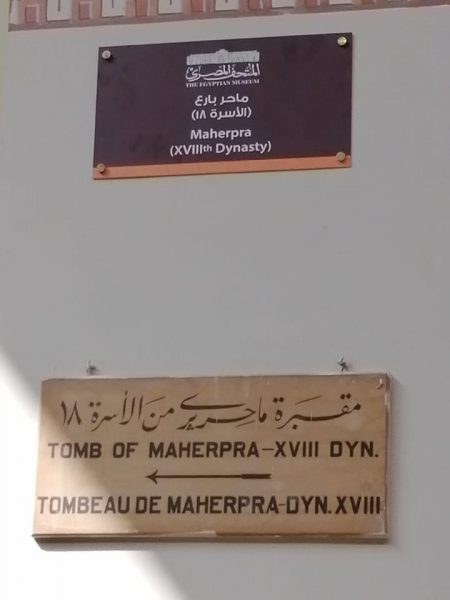 المتحف المصري
THE EGYPTIAN MUSEUM
ماحر بارع
(الأسرة ١٨)
Maherpra
(XVIIIth Dynasty)
مقبرة ماحربرى من الأسرة ١٨
TOMB OF MAHERPRA-XVIII DYN.
TOMBEAU DE MAHERPRA-DYN. XVIII